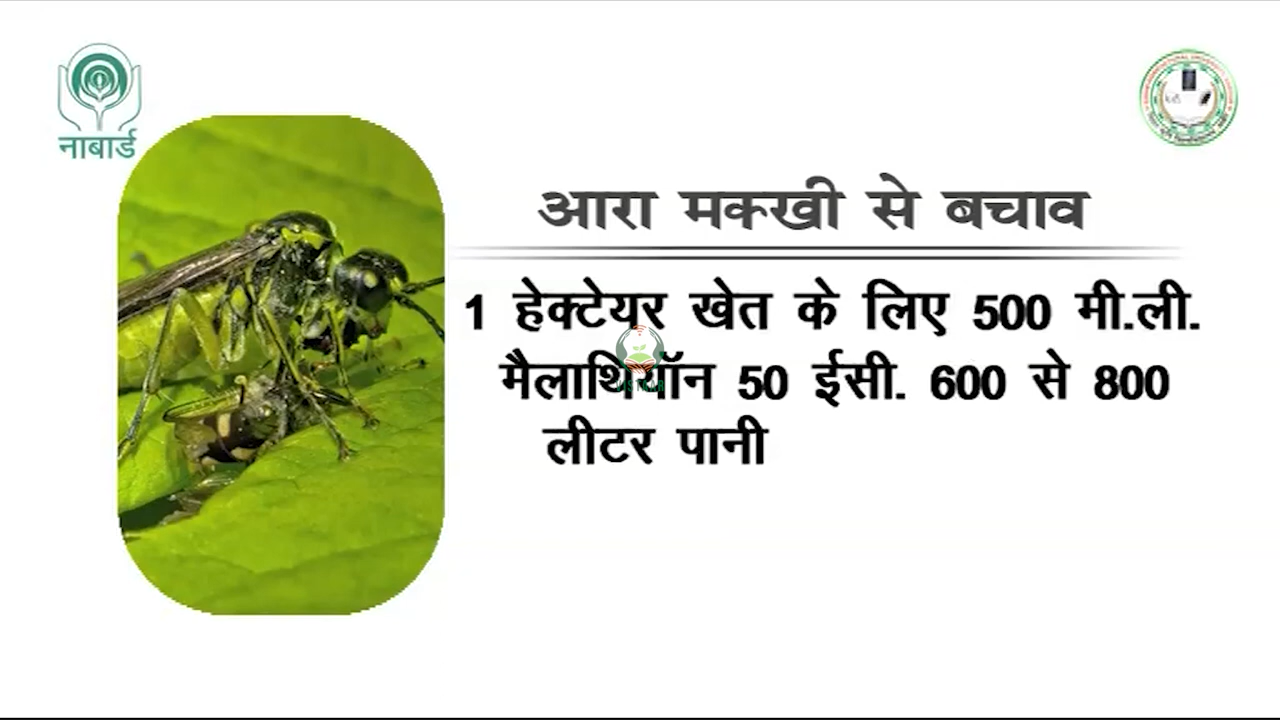 नाबार्ड
आरा मक्खी से बचाव
1 हेक्टेयर खेत के लिए 500 मी.ली.
मैलाथियॉन 50 ईसी. 600 से 800
लीटर पानी